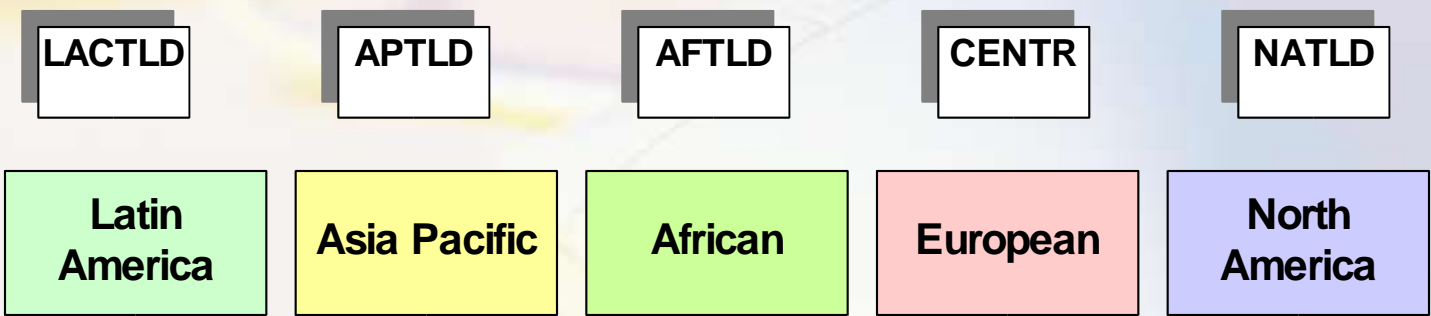 LACTLD APTLD AFTLD CENTR NATLD
Latin
America
Asia Pacific
African
European
North
America